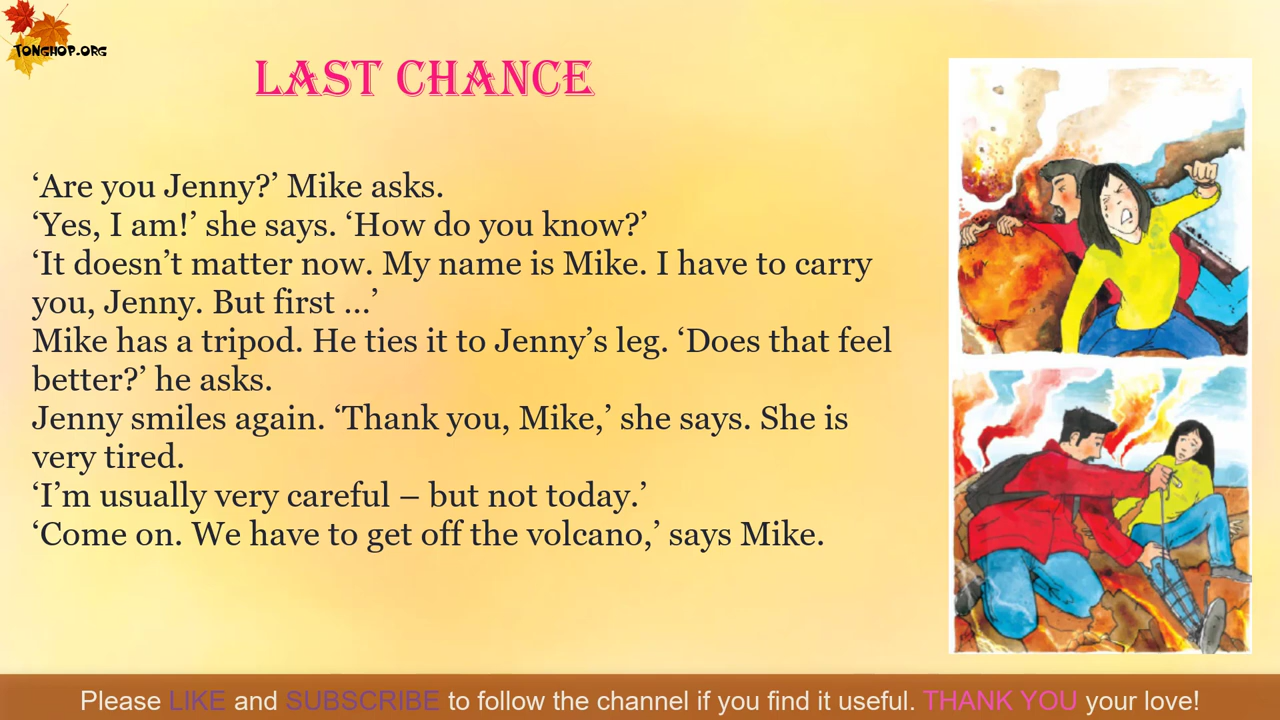 TONGHOP.ORG
LAST CHANCE
‘Are you Jenny?’ Mike asks.
‘Yes, I am!’ she says. ‘How do you know?’
‘It doesn’t matter now. My name is Mike. I have to carry
you, Jenny. But first ...’
Mike has a tripod. He ties it to Jenny’s leg. ‘Does that feel
better?’ he asks.
Jenny smiles again. ‘Thank you, Mike,’ she says. She is
very tired.
‘I’m usually very careful – but not today.’
‘Come on. We have to get off the volcano,’ says Mike.
Please LIKE and SUBSCRIBE to follow the channel if you find it useful. THANK YOU your love!